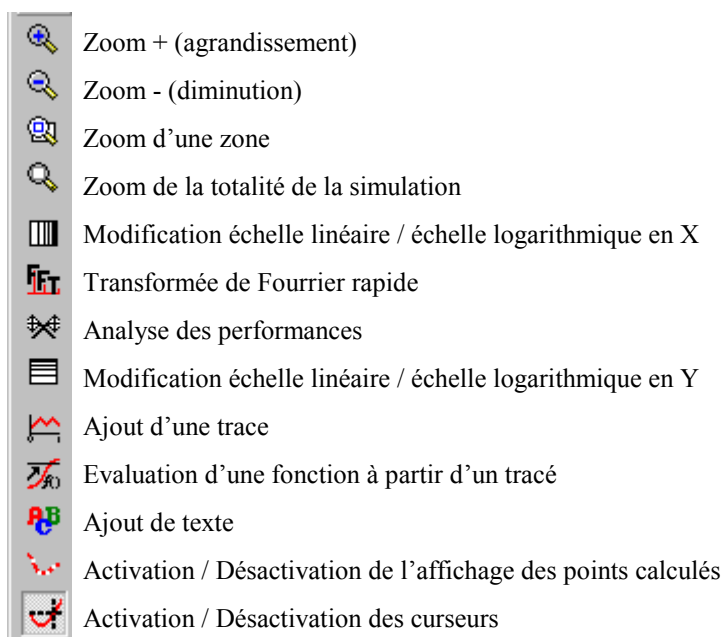 Zoom + (agrandissement)
Zoom - (diminution)
Zoom d’une zone
Zoom de la totalité de la simulation
Modification échelle linéaire / échelle logarithmique en X
FFT Transformée de Fourrier rapide
Analyse des performances
Modification échelle linéaire / échelle logarithmique en Y
Ajout d’une trace
f() Evaluation d’une fonction à partir d’un tracé
ABC Ajout de texte
Activation / Désactivation de l’affichage des points calculés
Activation / Désactivation des curseurs